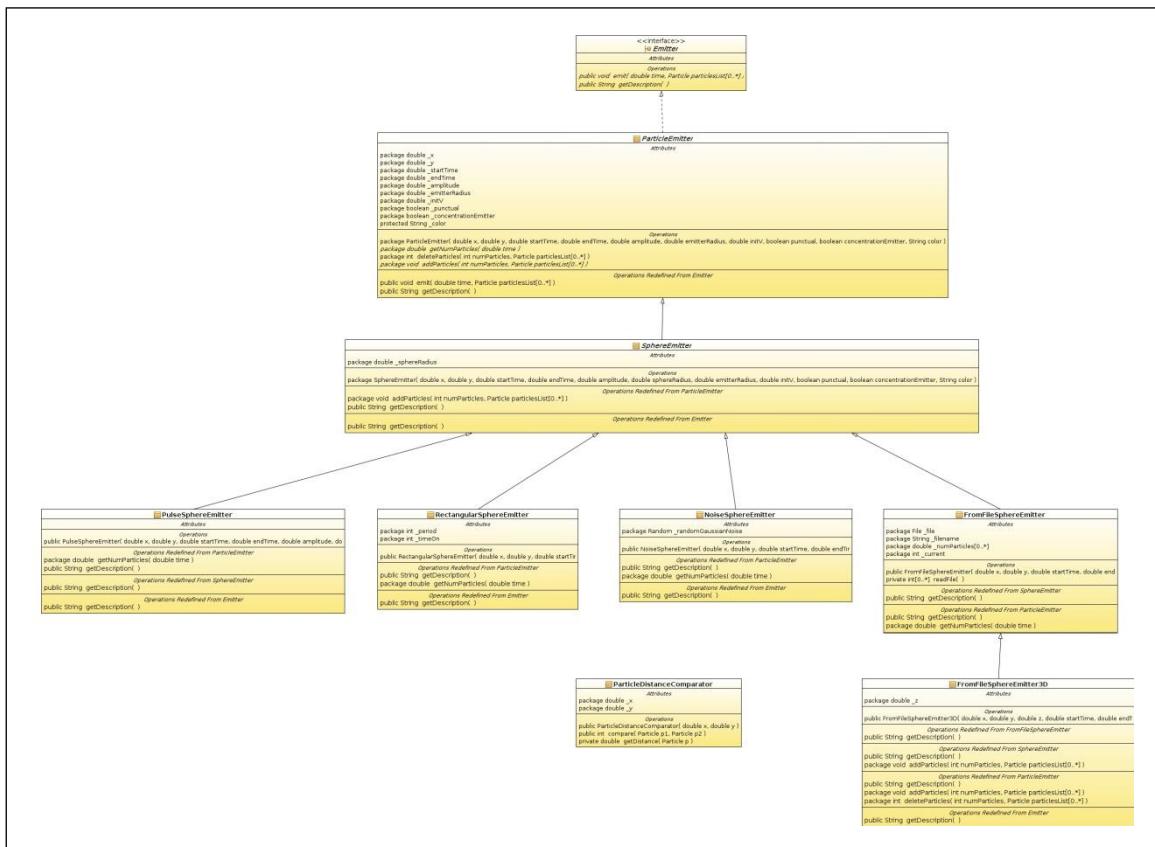 <<interface>>
Emitter
Attributes
Operations
public void emit( double time, Particle particlesList[0..*]
public String getDescription( )
ParticleEmitter
Attributes
package double _x
package double _y
package double _startTime
package double _endTime
package double _amplitude
package double _emitterRadius
package double _initV
package boolean _punctual
package boolean _concentrationEmitter
protected String _color
Operations
package ParticleEmitter( double x, double y, double startTime, double endTime, double amplitude, double emitterRadius, double initV, boolean punctual, boolean concentrationEmitter, String color )
package double getNumParticles( double time )
package int deleteParticles( int numParticles, Particle particlesList[0..*] )
package void addParticles( int numParticles, Particle particlesList[0..*] )
Operations Redefined From Emitter
public void emit( double time, Particle particlesList[0..*] )
public String getDescription( )
SphereEmitter
Attributes
package double _sphereRadius
Operations
package SphereEmitter( double x, double y, double startTime, double endTime, double amplitude, double sphereRadius, double emitterRadius, double initV, boolean punctual, boolean concentrationEmitter, String color )
Operations Redefined From ParticleEmitter
package void addParticles( int numParticles, Particle particlesList[0..*] )
public String getDescription( )
Operations Redefined From Emitter
public String getDescription( )
PulseSphereEmitter
Attributes
Operations
public PulseSphereEmitter( double x, double y, double startTime, double endTime, double amplitude, do
Operations Redefined From ParticleEmitter
package double getNumParticles( double time )
public String getDescription( )
Operations Redefined From SphereEmitter
public String getDescription( )
Operations Redefined From Emitter
public String getDescription( )
RectangularSphereEmitter
Attributes
package int _period
package int _timeOn
Operations
public RectangularSphereEmitter( double x, double y, double startTir
Operations Redefined From ParticleEmitter
public String getDescription( )
package double getNumParticles( double time )
Operations Redefined From Emitter
public String getDescription( )
NoiseSphereEmitter
Attributes
package Random _randomGaussianNoise
Operations
public NoiseSphereEmitter( double x, double y, double startTime, double endTir
Operations Redefined From ParticleEmitter
public String getDescription( )
package double getNumParticles( double time )
Operations Redefined From Emitter
public String getDescription( )
FromFileSphereEmitter
Attributes
package File _file
package String _filename
package double _numParticles[0..*]
package int _current
Operations
public FromFileSphereEmitter( double x, double y, double startTime, double end
private int[0..*] readFile( )
Operations Redefined From SphereEmitter
public String getDescription( )
Operations Redefined From ParticleEmitter
public String getDescription( )
package double getNumParticles( double time )
ParticleDistanceComparator
Attributes
package double _x
package double _y
Operations
public ParticleDistanceComparator( double x, double y )
public int compare( Particle p1, Particle p2 )
private double getDistance( Particle p )
FromFileSphereEmitter3D
Attributes
package double _z
Operations
public FromFileSphereEmitter3D( double x, double y, double z, double startTime, double endT
Operations Redefined From FromFileSphereEmitter
public String getDescription( )
Operations Redefined From SphereEmitter
public String getDescription( )
package void addParticles( int numParticles, Particle particlesList[0..*] )
Operations Redefined From ParticleEmitter
public String getDescription( )
package void addParticles( int numParticles, Particle particlesList[0..*] )
package int deleteParticles( int numParticles, Particle particlesList[0..*] )
Operations Redefined From Emitter
public String getDescription( )